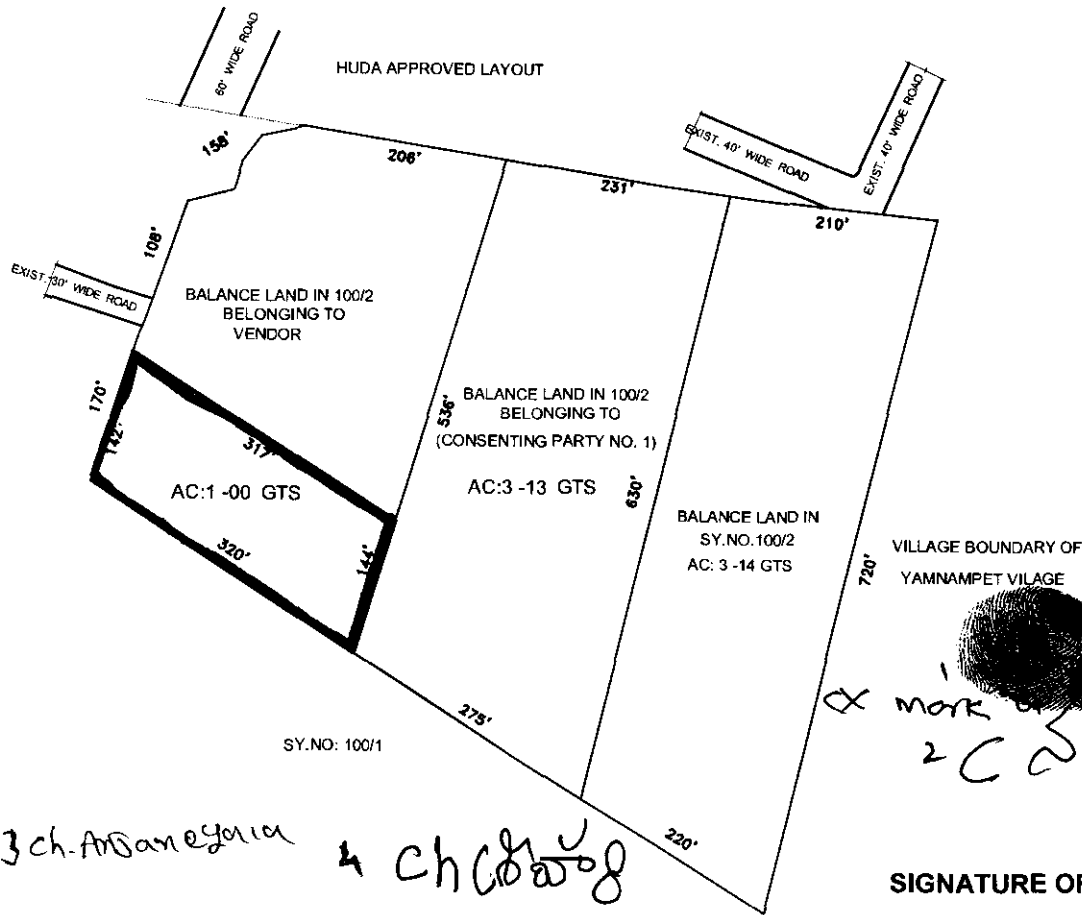 60' WIDE ROAD
HUDA APPROVED LAYOUT
EXIST. 40' WIDE ROAD
EXIST. 40' WIDE ROAD
158'
206'
231'
210'
108'
EXIST. 30' WIDE ROAD
BALANCE LAND IN 100/2
BELONGING TO
VENDOR
170'
142'
317'
536'
BALANCE LAND IN 100/2
BELONGING TO
(CONSENTING PARTY NO. 1)
AC:3 -13 GTS
AC:1 -00 GTS
630'
320'
144'
BALANCE LAND IN
SY.NO.100/2
AC: 3 -14 GTS
720'
VILLAGE BOUNDARY OF
YAMNAMPET VILAGE
275'
SY.NO: 100/1
220'
mark
2
3 Ch.
4 Ch
SIGNATURE OF